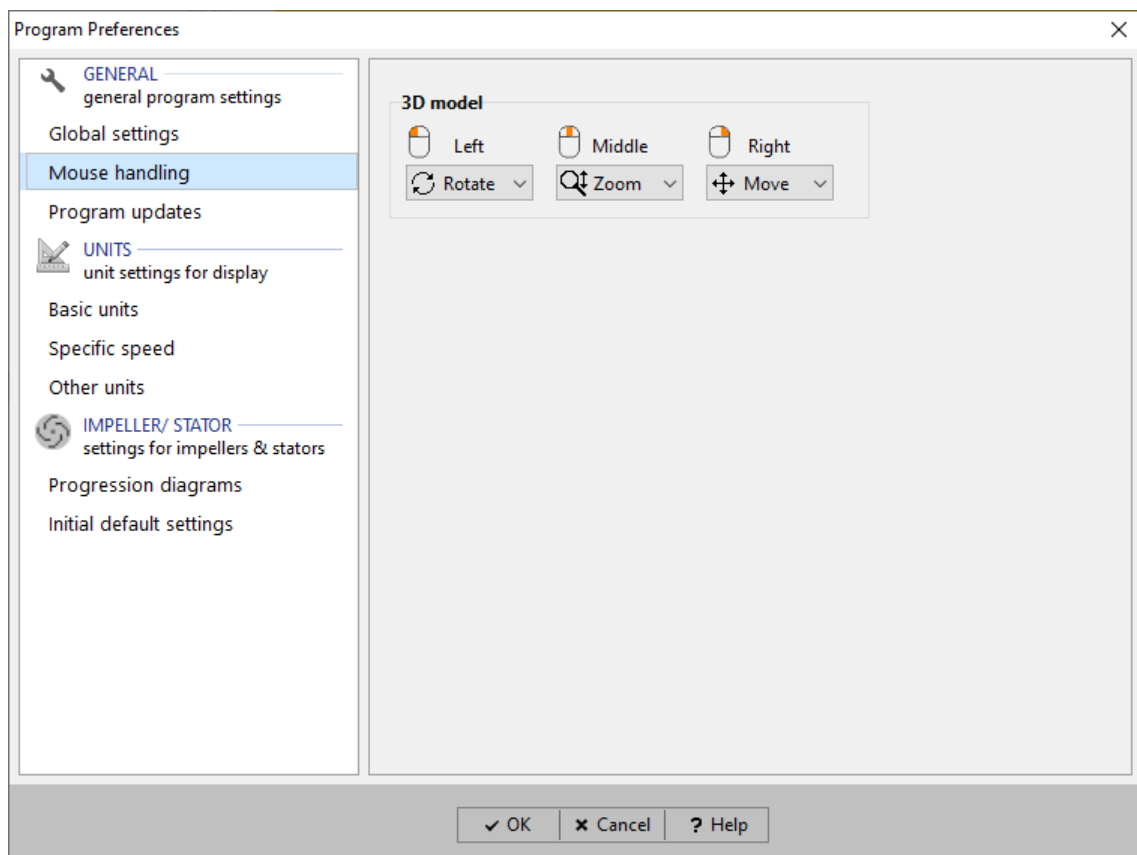 Program Preferences
GENERAL
general program settings
Global settings
Mouse handling
Program updates
UNITS
unit settings for display
Basic units
Specific speed
Other units
IMPELLER/ STATOR
settings for impellers & stators
Progression diagrams
Initial default settings
3D model
Left Middle Right
Rotate Zoom Move
OK Cancel ? Help